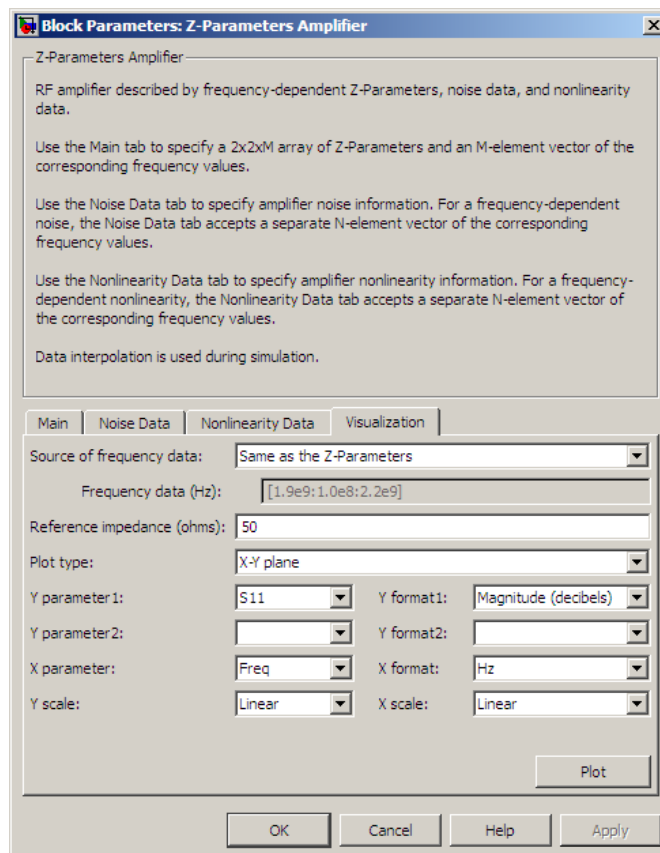 Block Parameters: Z-Parameters Amplifier
Z-Parameters Amplifier
RF amplifier described by frequency-dependent Z-Parameters, noise data, and nonlinearity
data.
Use the Main tab to specify a 2x2xM array of Z-Parameters and an M-element vector of the
corresponding frequency values.
Use the Noise Data tab to specify amplifier noise information. For a frequency-dependent
noise, the Noise Data tab accepts a separate N-element vector of the corresponding
frequency values.
Use the Nonlinearity Data tab to specify amplifier nonlinearity information. For a frequency-
dependent nonlinearity, the Nonlinearity Data tab accepts a separate N-element vector of
the corresponding frequency values.
Data interpolation is used during simulation.
Main Noise Data Nonlinearity Data Visualization
Source of frequency data: Same as the Z-Parameters
Frequency data (Hz): [1.9e9:1.0e8:2.2e9]
Reference impedance (ohms): 50
Plot type: X-Y plane
Y parameter1: S11 Y format1: Magnitude (decibels)
Y parameter2: Y format2:
X parameter: Freq X format: Hz
Y scale: Linear X scale: Linear
Plot
OK Cancel Help Apply